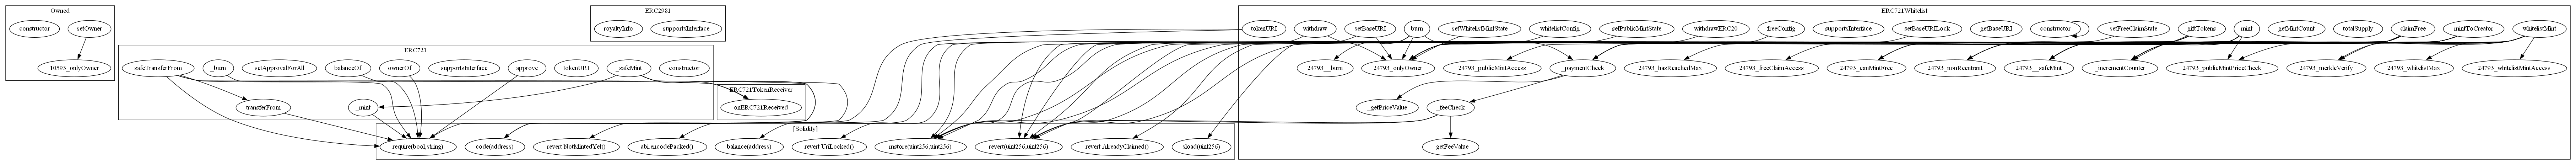 Owned
ERC2981
ERC721Whitelist
constructor
setOwner
royaltyInfo
supportsInterface
tokenURI
withdraw
setBaseURI
burn
setWhitelistMintState
whitelistConfig
setPublicMintState
withdrawERC20
freeConfig
supportsInterface
setBaseURILock
getBaseURI
constructor
setFreeClaimState
giftTokens
mint
getMintCount
totalSupply
claimFree
mintToCreator
whitelistMint
ERC721
10593_onlyOwner
safeTransferFrom
_burn
setApprovalForAll
balanceOf
ownerOf
supportsInterface
approve
tokenURI
_safeMint
constructor
24793__burn
24793_onlyOwner
24793_publicMintAccess
_paymentCheck
24793_hasReachedMax
24793_freeClaimAccess
24793_canMintFree
24793_nonReentrant
24793__safeMint
_incrementCounter
24793_publicMintPriceCheck
24793_merkleVerify
24793_whitelistMax
24793_whitelistMintAccess
ERC721TokenReceiver
transferFrom
_mint
onERC721Received
_getPriceValue
_feeCheck
[Solidity]
require(bool,string)
code(address)
revert NotMintedYet()
abi.encodePacked()
balance(address)
revert UriLocked()
mstore(uint256,uint256)
revert(uint256,uint256)
revert AlreadyClaimed()
sload(uint256)
_getFeeValue